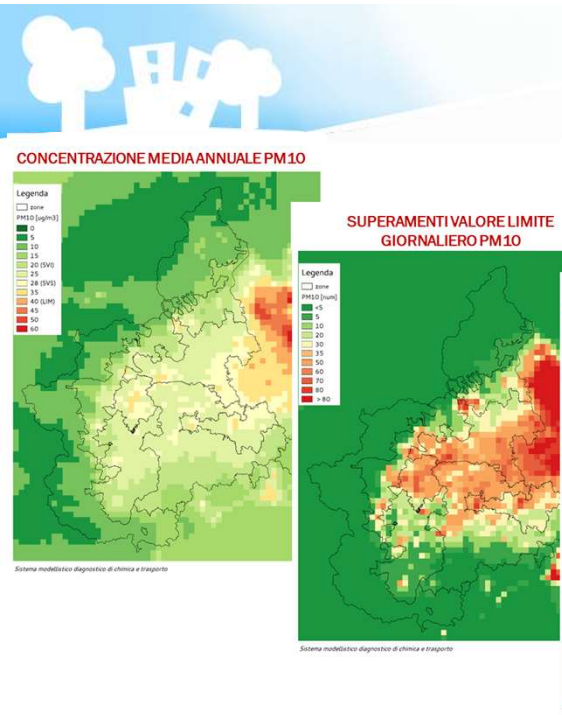 CONCENTRAZIONE MEDIA ANNUALE PM10
Legenda
zone
PM10 [ug/m3]
0
5
10
15
20 (SVI)
25
28 (SVS)
35
40 (LIM)
45
50
60
Sistema modellistico diagnostico di chimica e trasporto
SUPERAMENTI VALORE LIMITE
GIORNALIERO PM10
Legenda
zone
PM10 [num]
<5
5
10
20
30
35
50
60
70
80
> 80
Sistema modellistico diagnostico di chimica e trasporto